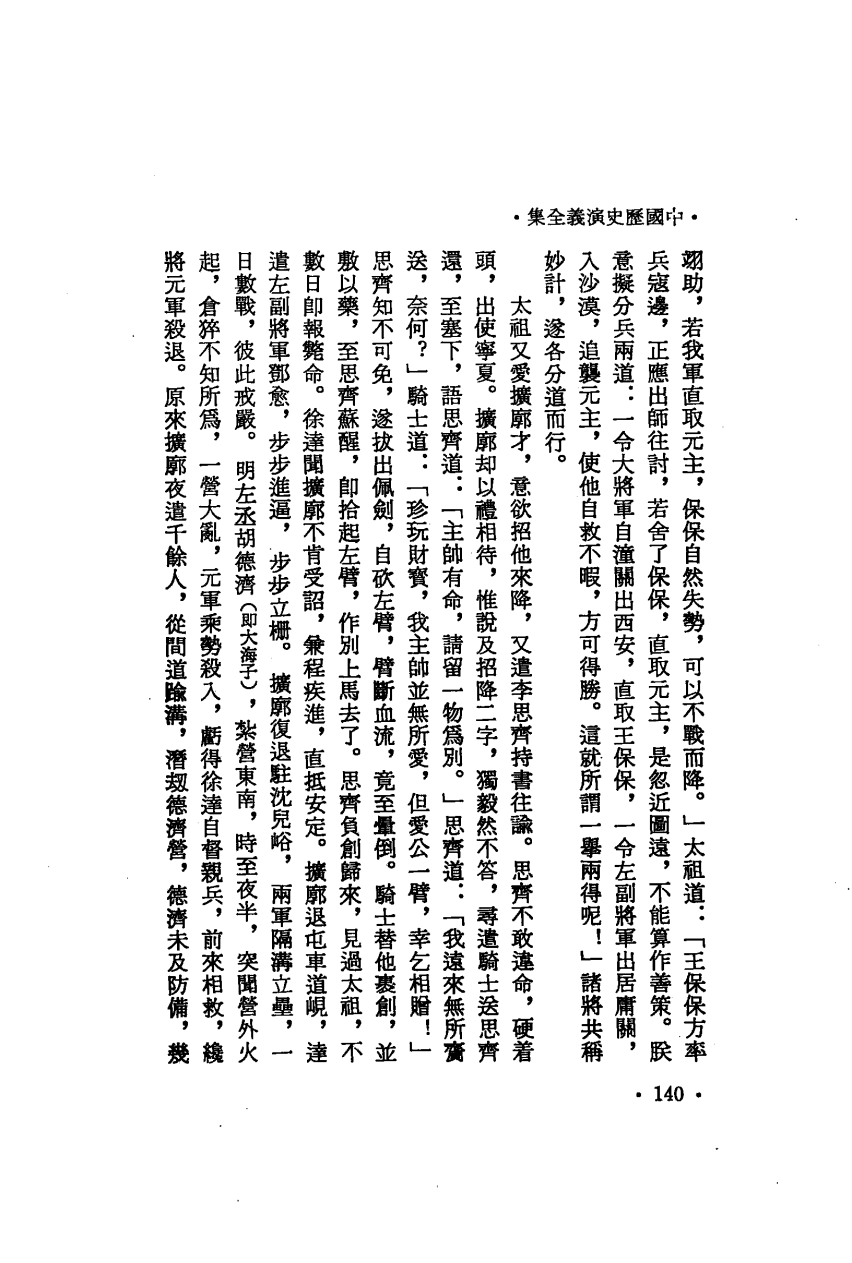 ・中國歷史演義全集・
翊助，若我軍直取元主，保保自然失勢，可以不戰而降。」太祖道：「王保保方率
兵寇邊，正應出師往討，若舍了保保，直取元主，是忽近圖遠，不能算作善策。朕
意擬分兵兩道：一令大將軍自潼關出西安，直取王保保，一令左副將軍出居庸關，
入沙漠，追襲元主，使他自救不暇，方可得勝。這就所謂一舉兩得呢！」諸將共稱
妙計，遂各分道而行。
太祖又愛擴廓才，意欲招他來降，又遣李思齊持書往諭。思齊不敢違命，硬着
頭，出使寧夏。擴廓却以禮相待，惟說及招降二字，獨毅然不答，尋遣騎士送思齊
還，至塞下，語思齊道：「主帥有命，請留一物爲別。」思齊道：「我遠來無所齎
送，奈何？」騎士道：「珍玩財寶，我主帥並無所愛，但愛公一臂，幸乞相贈！」
思齊知不可免，遂拔出佩劍，自砍左臂，臂斷血流，竟至暈倒。騎士替他裹創，並
敷以藥，至思齊蘇醒，卽拾起左臂，作別上馬去了。思齊負創歸來，見過太祖，不
數日卽報斃命。徐達聞擴廓不肯受詔，兼程疾進，直抵安定。擴廓退屯車道峴，達
遣左副將軍鄧愈，步步進逼，步步立柵。擴廓復退駐沈兒峪，兩軍隔溝立壘，一
日數戰，彼此戒嚴。明左丞胡德濟（卽大海子），紮營東南，時至夜半，突聞營外火
起，倉猝不知所爲，一營大亂，元軍乘勢殺入，虧得徐達自督親兵，前來相救，纔
將元軍殺退。原來擴廓夜遣千餘人，從間道踰溝，潛刧德濟營，德濟未及防備，幾
・140・